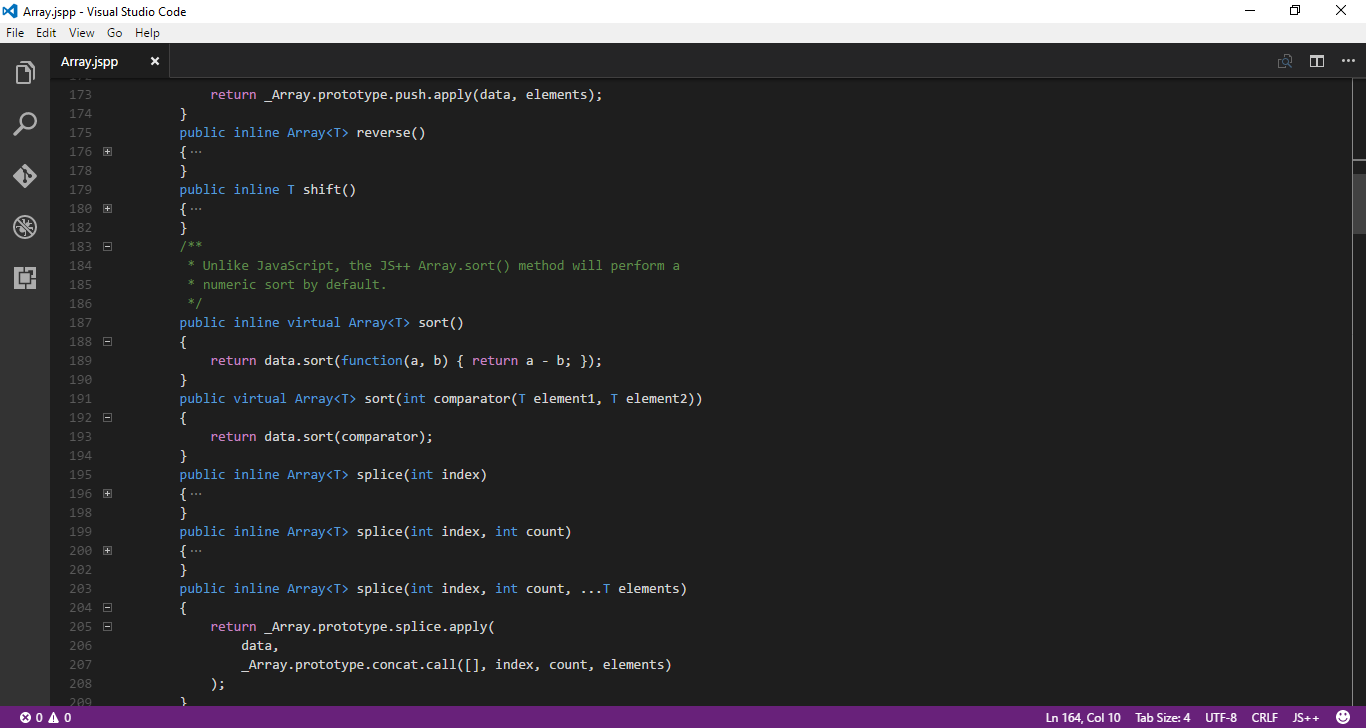 Array.jspp - Visual Studio Code
File Edit View Go Help
Array.jspp
173 return _Array.prototype.push.apply(data, elements);
174 }
175 public inline Array<T> reverse()
176 { ...
178 }
179 public inline T shift()
180 { ...
182 }
183 /**
184 * Unlike JavaScript, the JS++ Array.sort() method will perform a
185 * numeric sort by default.
186 */
187 public inline virtual Array<T> sort()
188 {
189 return data.sort(function(a, b) { return a - b; });
190 }
191 public virtual Array<T> sort(int comparator(T element1, T element2))
192 {
193 return data.sort(comparator);
194 }
195 public inline Array<T> splice(int index)
196 { ...
198 }
199 public inline Array<T> splice(int index, int count)
200 { ...
202 }
203 public inline Array<T> splice(int index, int count, ...T elements)
204 {
205 return _Array.prototype.splice.apply(
206 data,
207 _Array.prototype.concat.call([], index, count, elements)
208 );
209 }
0 0 Ln 164, Col 10 Tab Size: 4 UTF-8 CRLF JS++